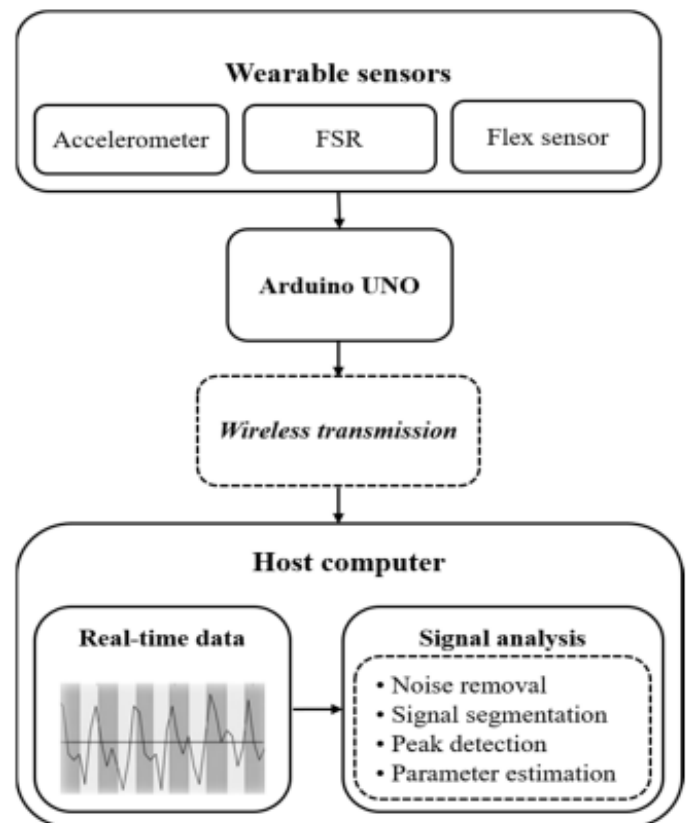 Wearable sensors
Accelerometer
FSR
Flex sensor
Arduino UNO
Wireless transmission
Host computer
Real-time data
Signal analysis
• Noise removal
• Signal segmentation
• Peak detection
• Parameter estimation